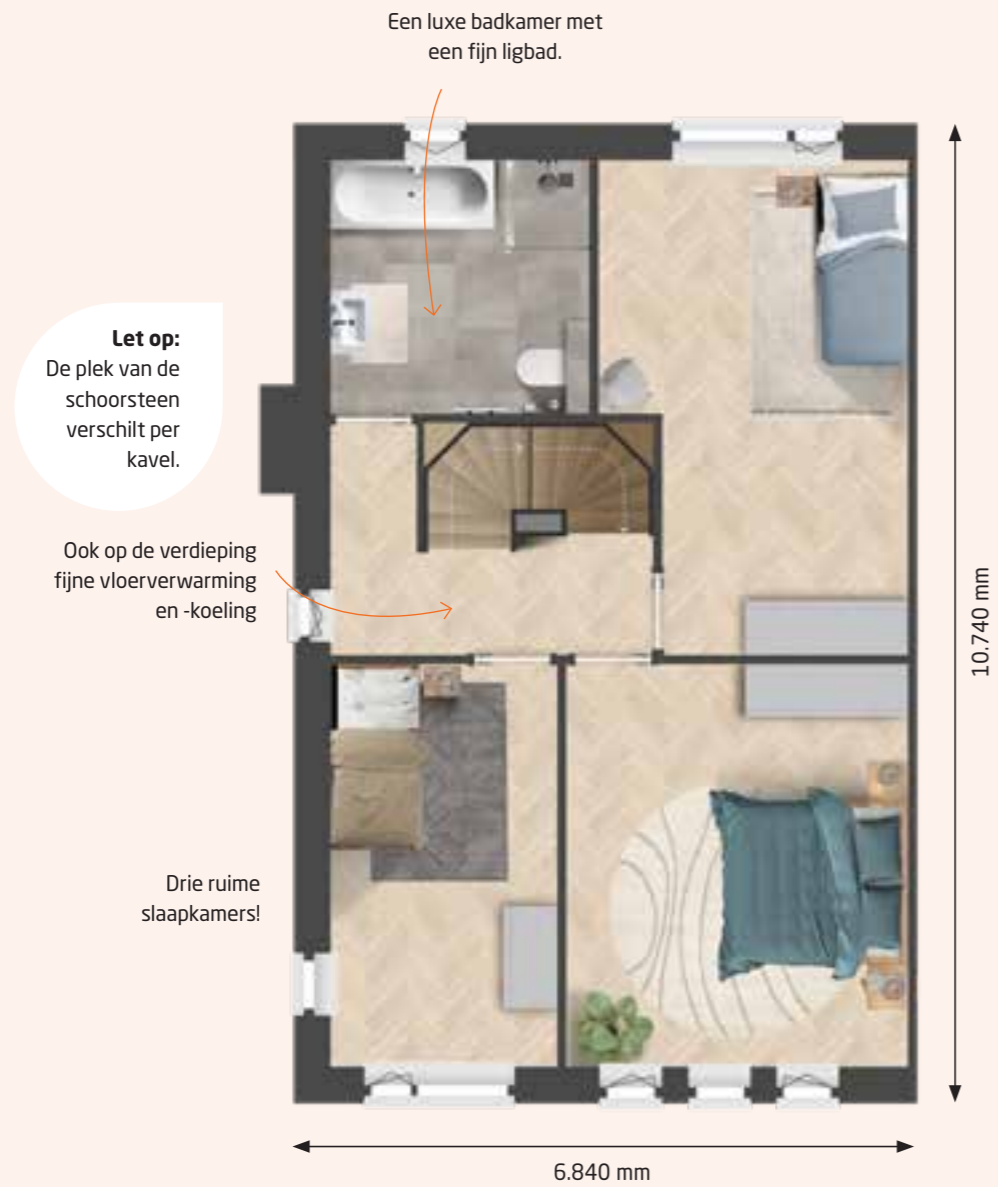 Een luxe badkamer met
een fijn ligbad.
Let op:
De plek van de
schoorsteen
verschilt per
kavel.
Ook op de verdieping
fijne vloerverwarming
en -koeling
Drie ruime
slaapkamers!
10.740 mm
6.840 mm